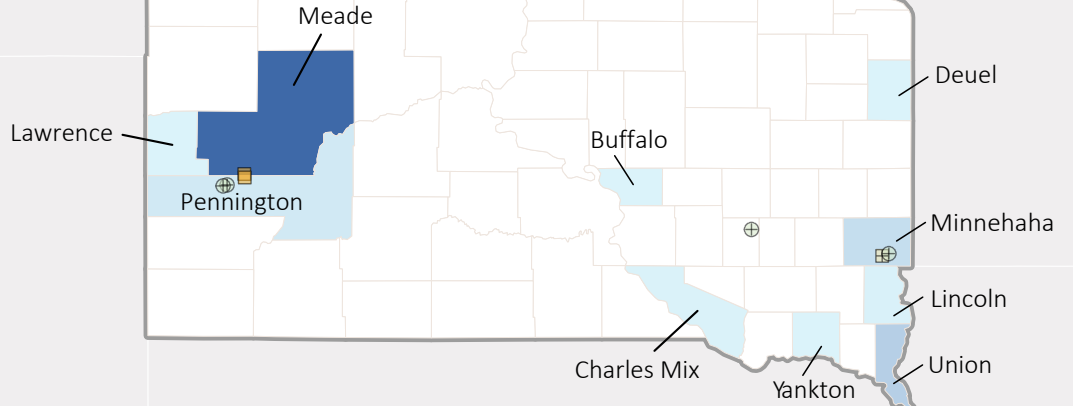 Meade
Deuel
Lawrence
Buffalo
Pennington
Minnehaha
Lincoln
Charles Mix
Union
Yankton